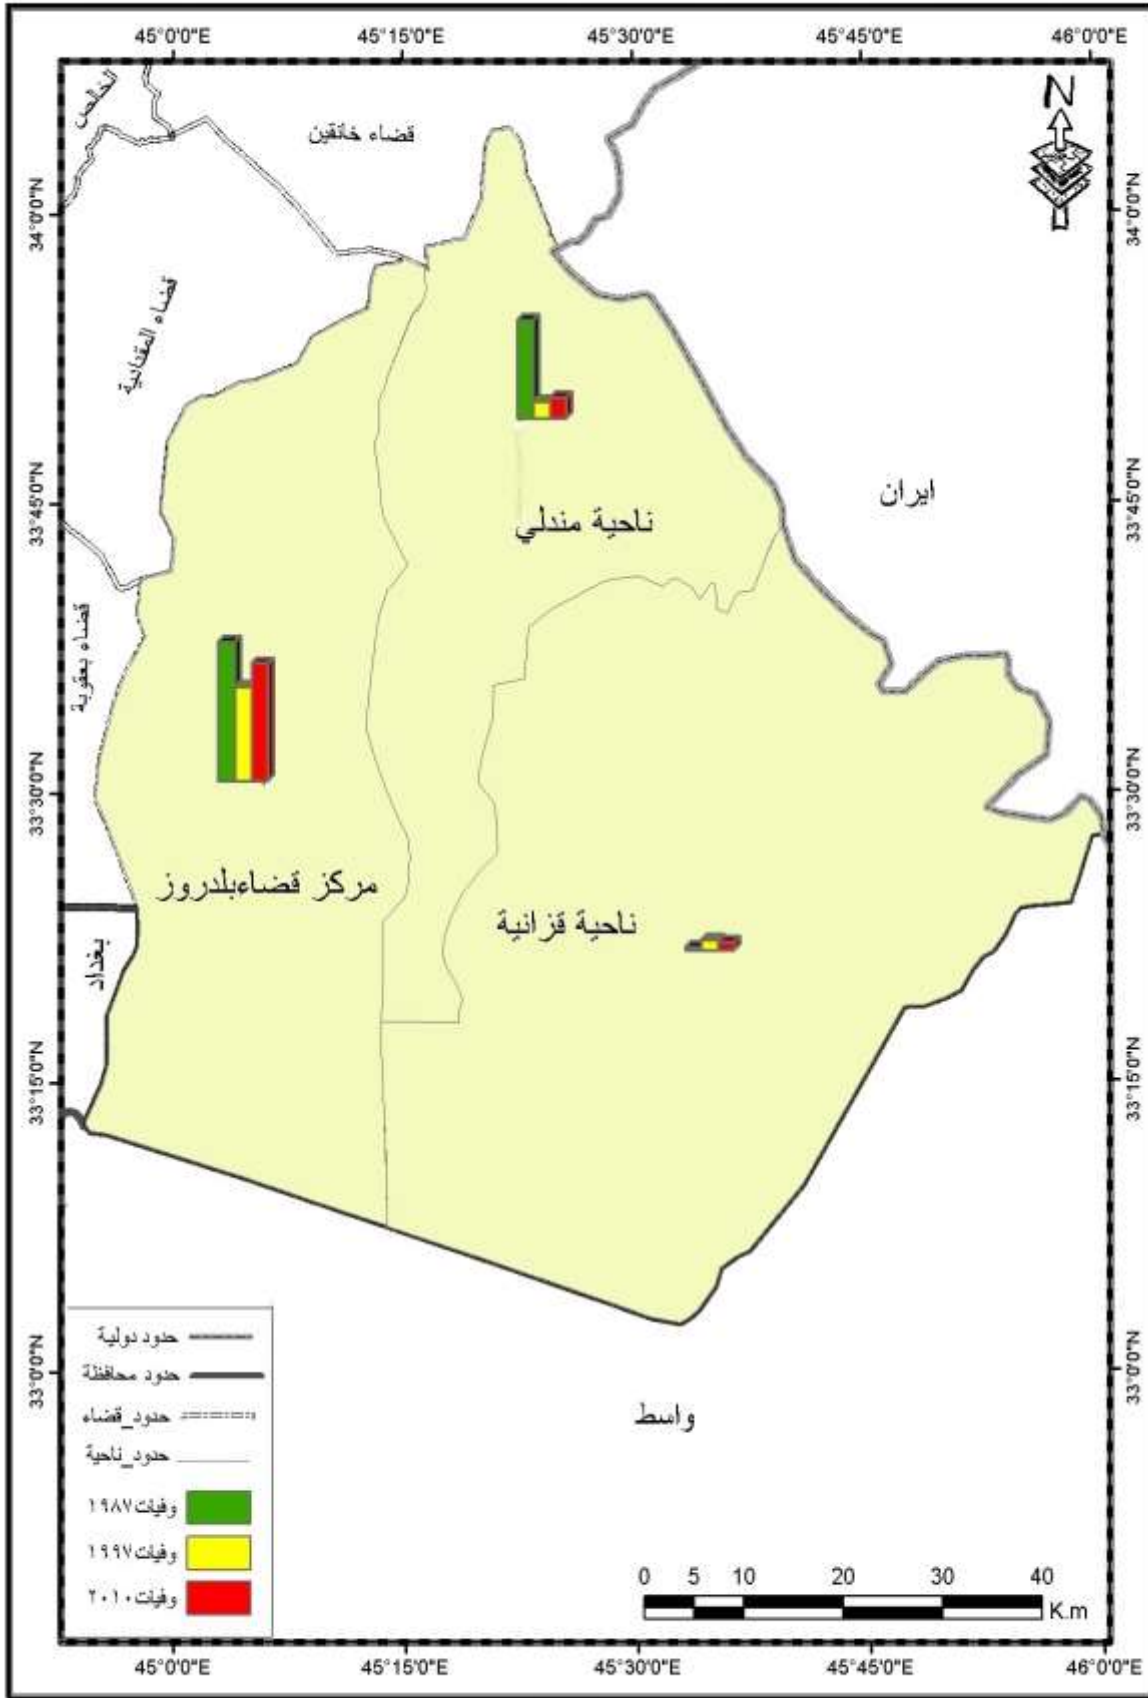 45°0'0"E
45°15'0"E
45°30'0"E
45°45'0"E
46°0'0"E
N
الخالص
قضاء خانقين
34°0'0"N
34°0'0"N
قضاء المقدادية
ايران
33°45'0"N
33°45'0"N
ناحية مندلي
قضاء بعقوبة
33°30'0"N
33°30'0"N
مركز قضاءبلدروز
ناحية قزانية
بغداد
33°15'0"N
33°15'0"N
واسط
33°0'0"N
33°0'0"N
حدود دولية
حدود محافظة
حدود_قضاء
حدود_ناحية
وفيات١٩٨٧
وفيات١٩٩٧
وفيات٢٠١٠
0 5 10 20 30 40
K.m
45°0'0"E
45°15'0"E
45°30'0"E
45°45'0"E
46°0'0"E